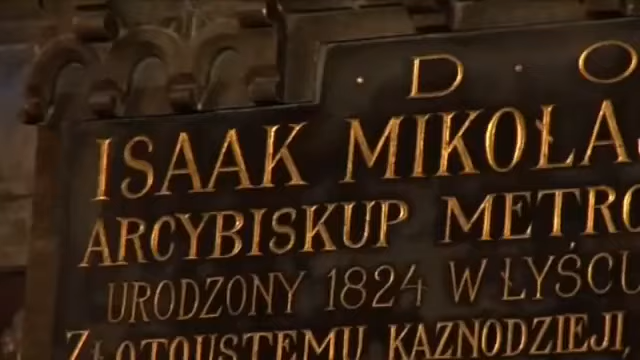 · D · O
ISAAK MIKOŁA
ARCYBISKUP METRO
URODZONY 1824 W ŁYŚCU
ZŁOTOUSTEMU KAZNODZIEJI,